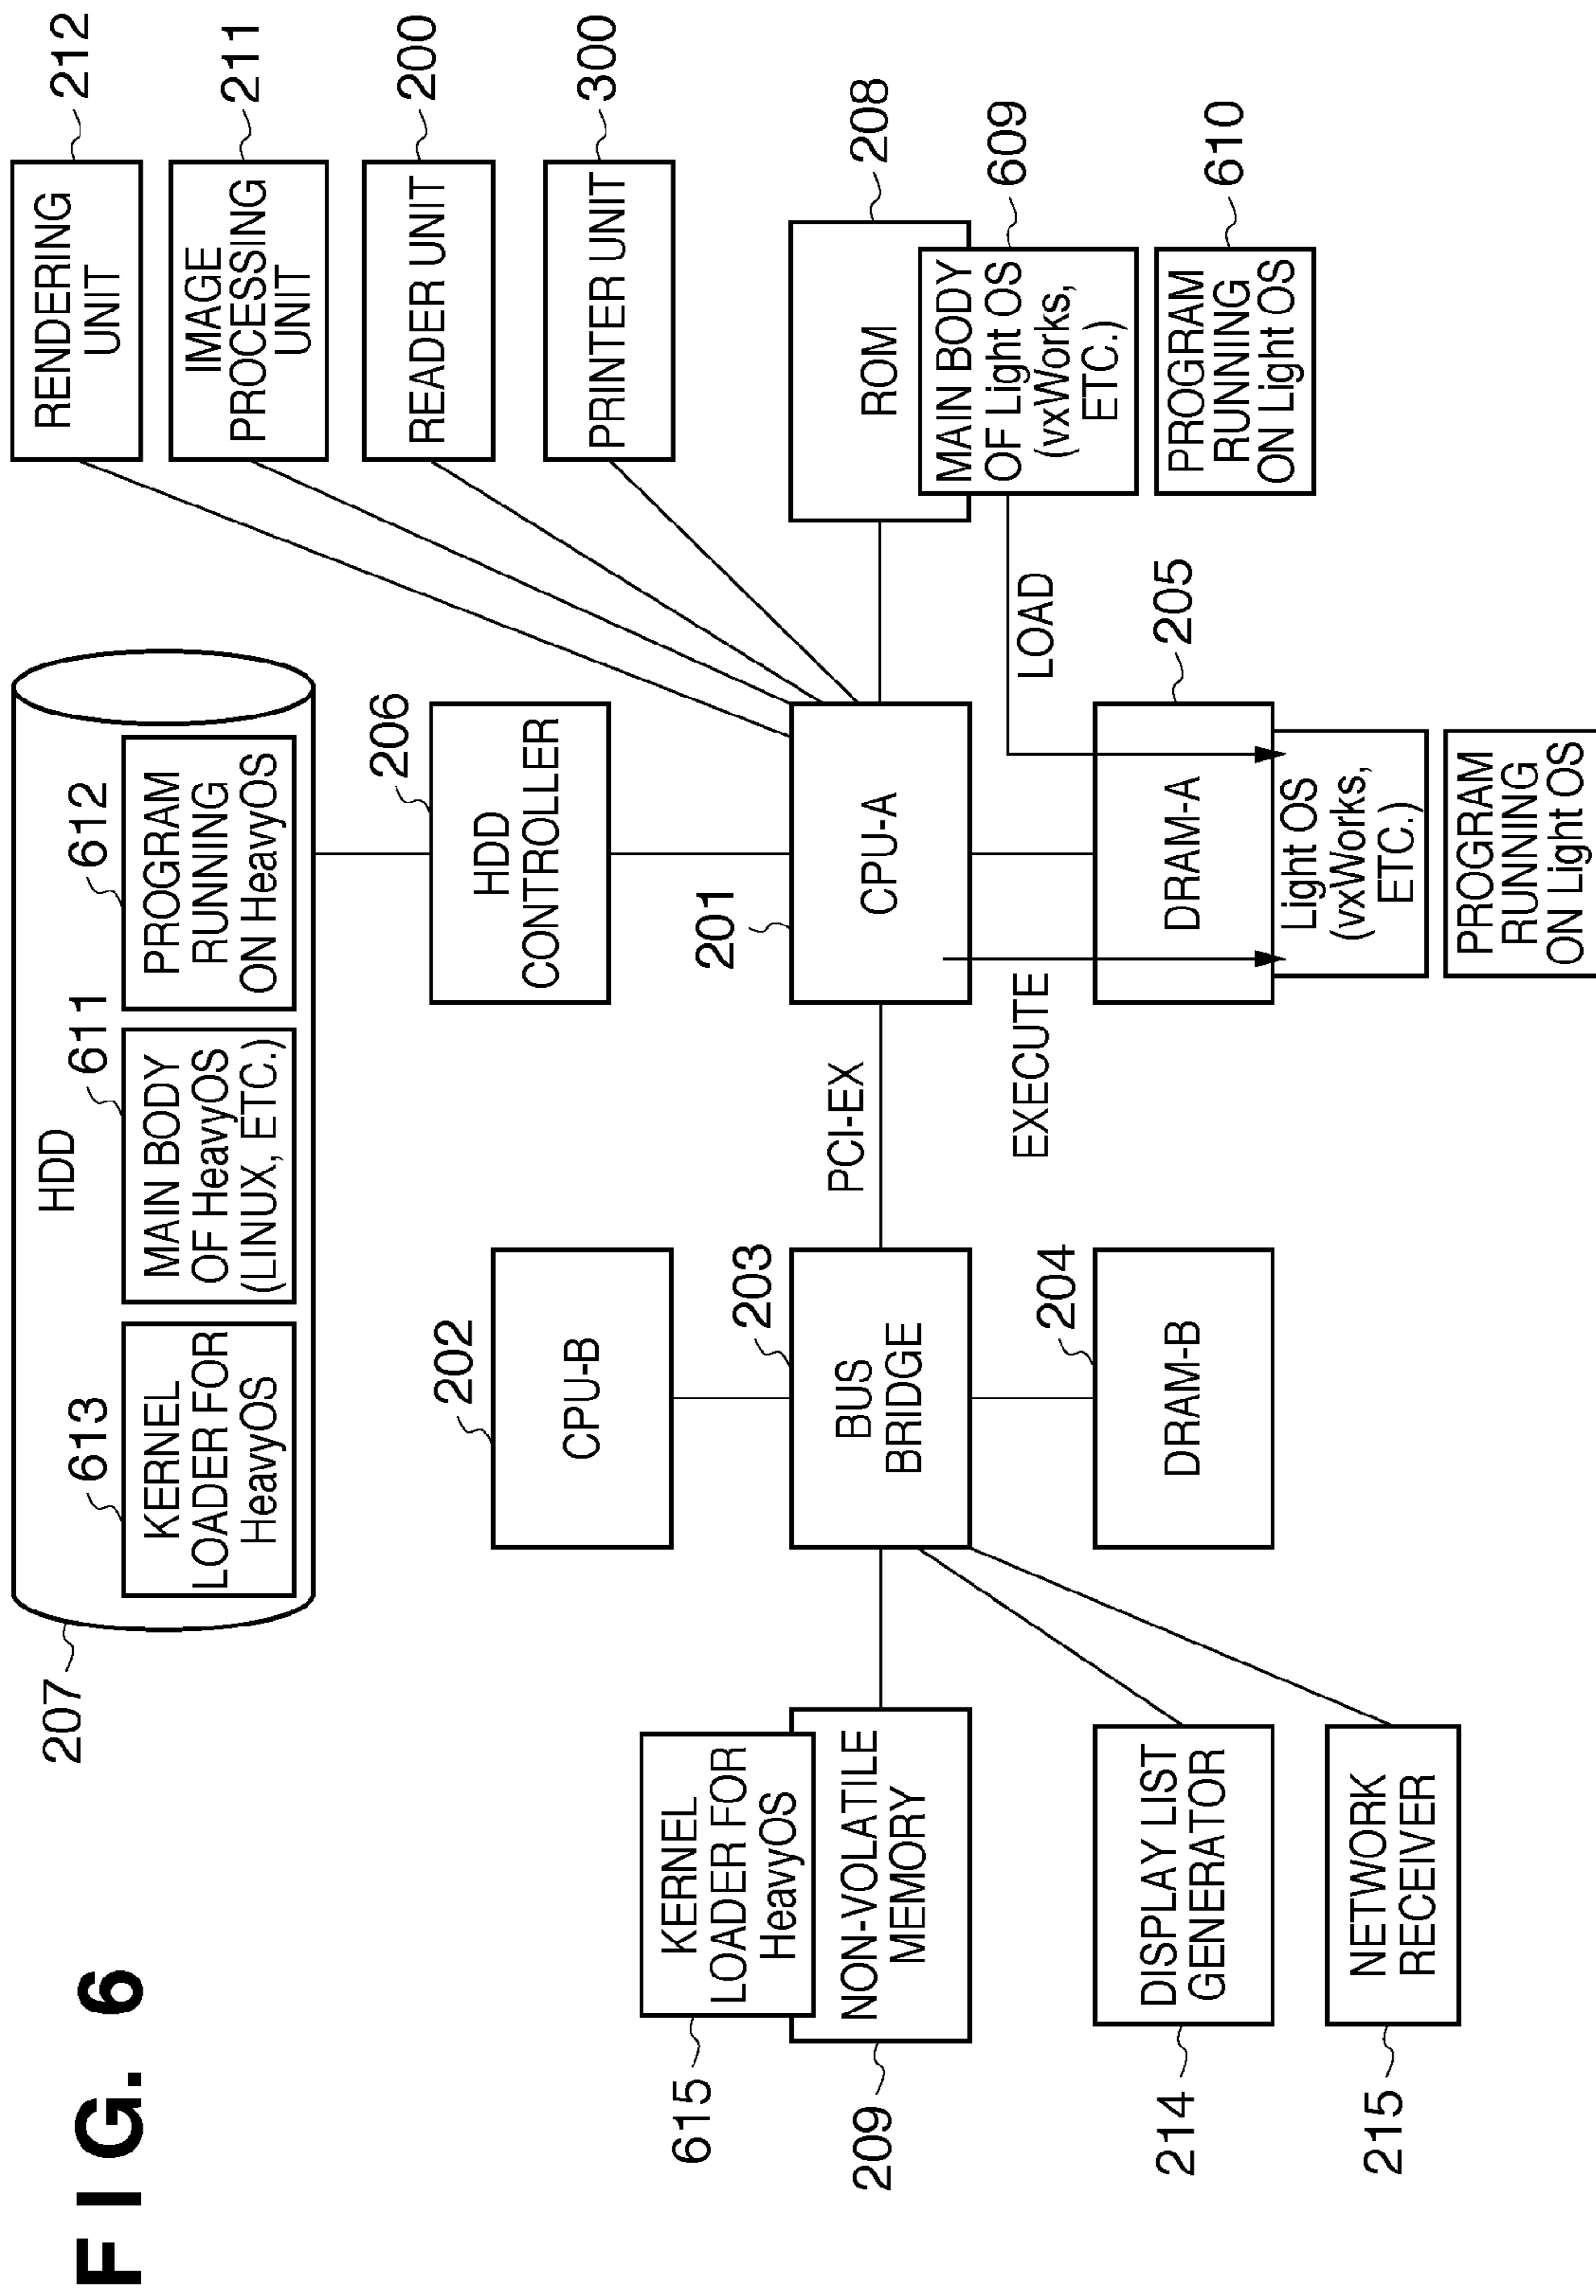 FIG. 6
207
HDD
613
KERNEL
LOADER FOR
HeavyOS
611
MAIN BODY
OF HeavyOS
(LINUX, ETC.)
612
PROGRAM
RUNNING
ON HeavyOS
RENDERING
UNIT
212
IMAGE
PROCESSING
UNIT
211
READER UNIT
200
PRINTER UNIT
300
206
HDD
CONTROLLER
202
CPU-B
615
KERNEL
LOADER FOR
HeavyOS
NON-VOLATILE
MEMORY
209
203
BUS
BRIDGE
PCI-EX
201
CPU-A
ROM
208
MAIN BODY
OF Light OS
(vxWorks,
ETC.)
609
PROGRAM
RUNNING
ON Light OS
610
LOAD
EXECUTE
204
DRAM-B
205
DRAM-A
Light OS
(vxWorks,
ETC.)
PROGRAM
RUNNING
ON Light OS
214
DISPLAY LIST
GENERATOR
215
NETWORK
RECEIVER